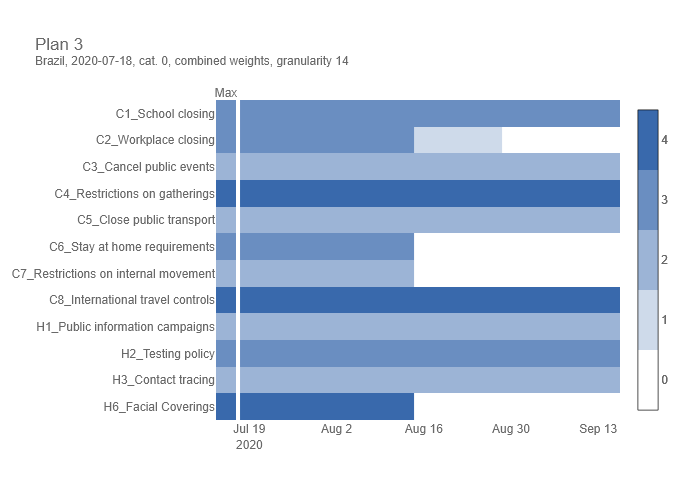 Plan 3
Brazil, 2020-07-18, cat. 0, combined weights, granularity 14
Max
C1_School closing
C2_Workplace closing
C3_Cancel public events
C4_Restrictions on gatherings
C5_Close public transport
C6_Stay at home requirements
C7_Restrictions on internal movement
C8_International travel controls
H1_Public information campaigns
H2_Testing policy
H3_Contact tracing
H6_Facial Coverings
Jul 19 Aug 2 Aug 16 Aug 30 Sep 13
2020
4
3
2
1
0